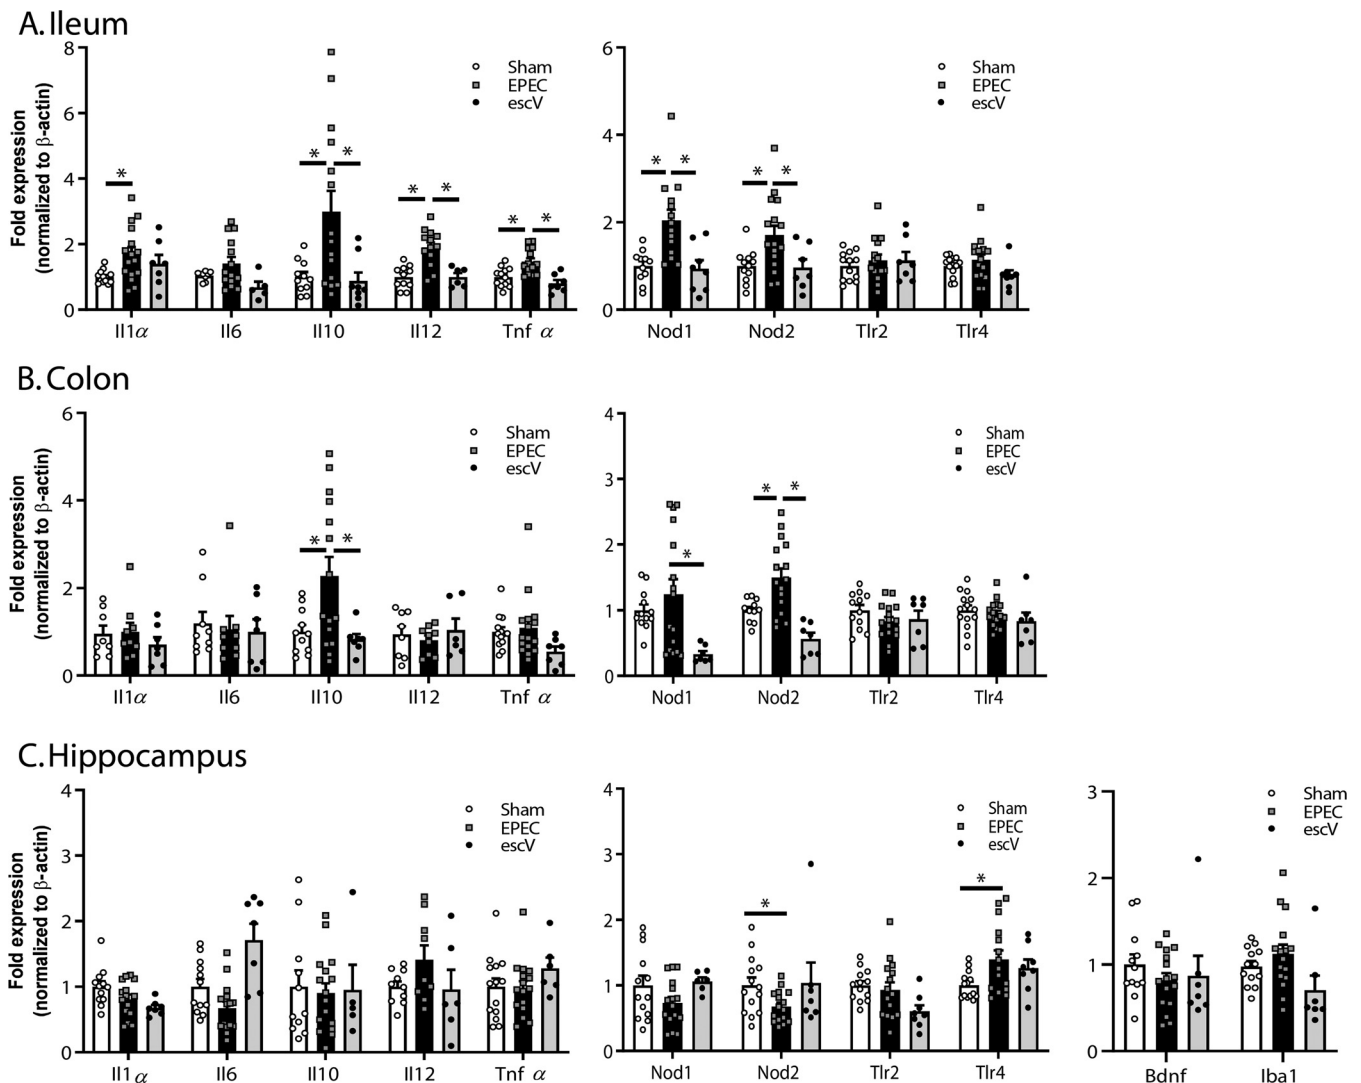 A. Ileum
Fold expression
(normalized to β-actin)
8
6
4
2
0
Sham
EPEC
escV
*
*
*
*
*
*
*
Il1α
Il6
Il10
Il12
Tnf α
6
4
2
0
Sham
EPEC
escV
*
*
*
*
Nod1
Nod2
Tlr2
Tlr4
B. Colon
Fold expression
(normalized to β-actin)
6
4
2
0
Sham
EPEC
escV
*
*
Il1α
Il6
Il10
Il12
Tnf α
4
3
2
1
0
Sham
EPEC
escV
*
*
*
Nod1
Nod2
Tlr2
Tlr4
C. Hippocampus
Fold expression
(normalized to β-actin)
4
3
2
1
0
Sham
EPEC
escV
Il1 α
Il6
Il10
Il12
Tnf α
4
3
2
1
0
Sham
EPEC
escV
*
*
Nod1
Nod2
Tlr2
Tlr4
3
2
1
0
Sham
EPEC
escV
Bdnf
Iba1